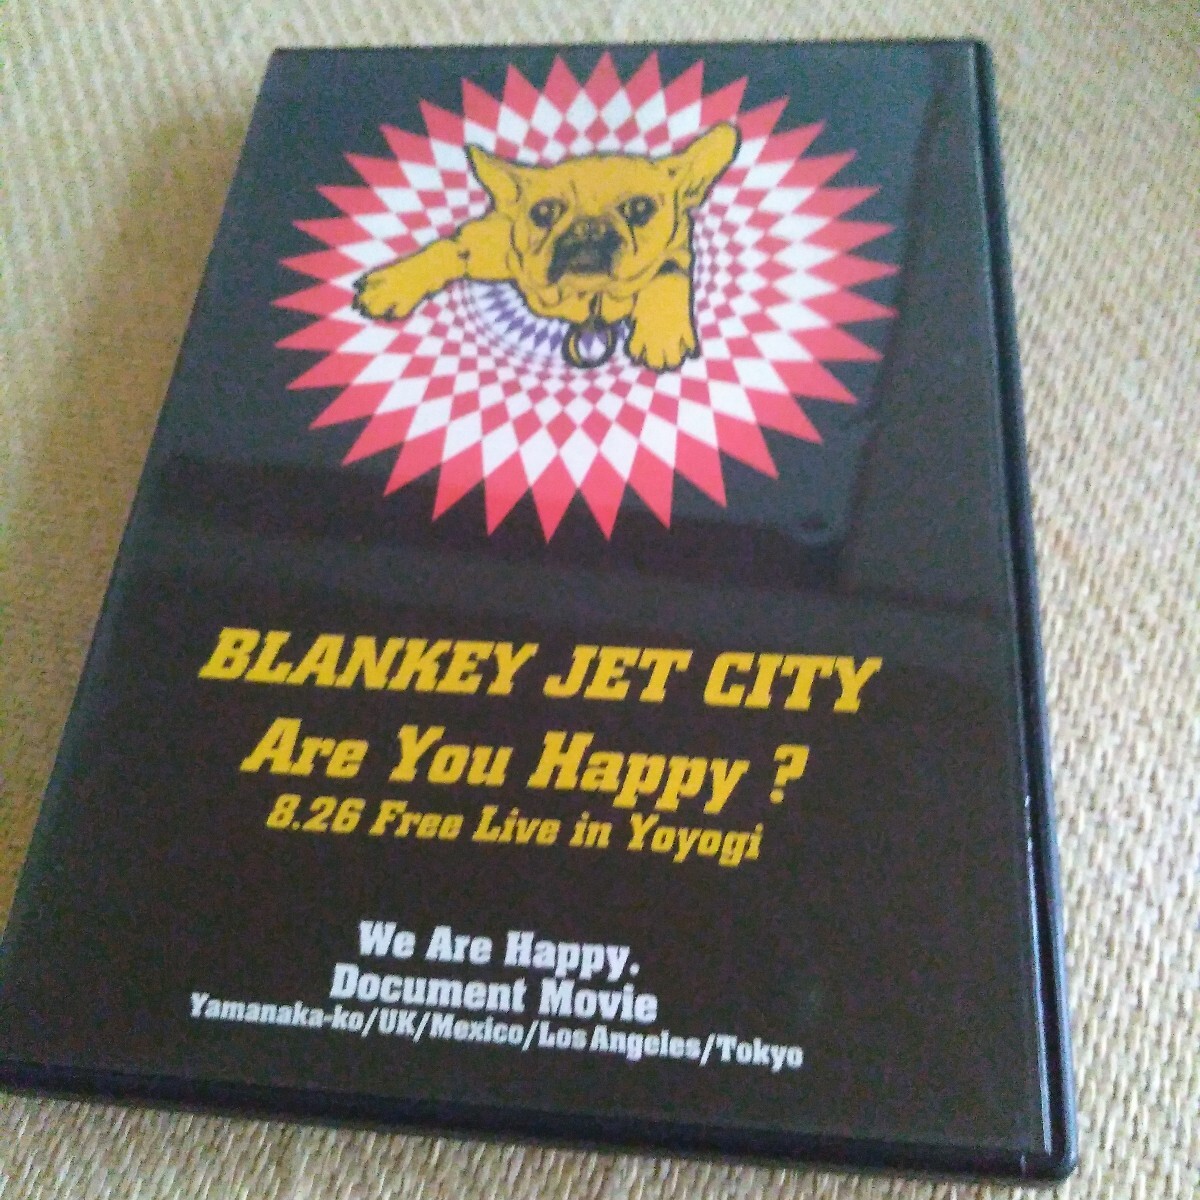 BLANKEY JET CITY
Are You Happy ?
8.26 Free Live in Yoyogi
We Are Happy.
Document Movie
Yamanaka-ko/UK/Mexico/Los Angeles/Tokyo